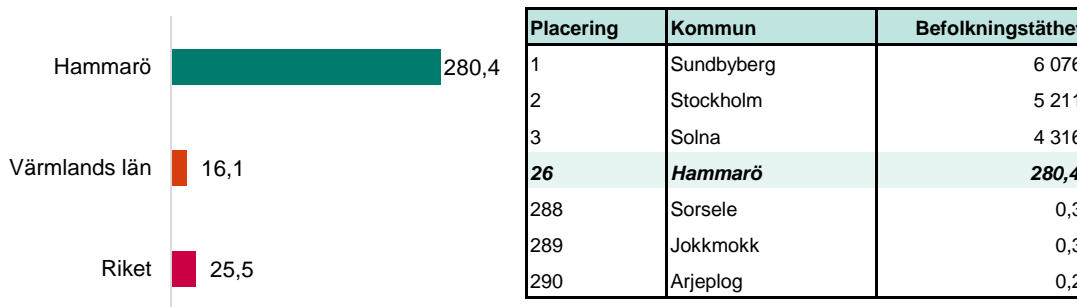 Hammarö 280,4
Värmlands län 16,1
Riket 25,5
Placering Kommun Befolkningstäthet
1 Sundbyberg 6 076
2 Stockholm 5 211
3 Solna 4 316
26 Hammarö 280,4
288 Sorsele 0,3
289 Jokkmokk 0,3
290 Arjeplog 0,2